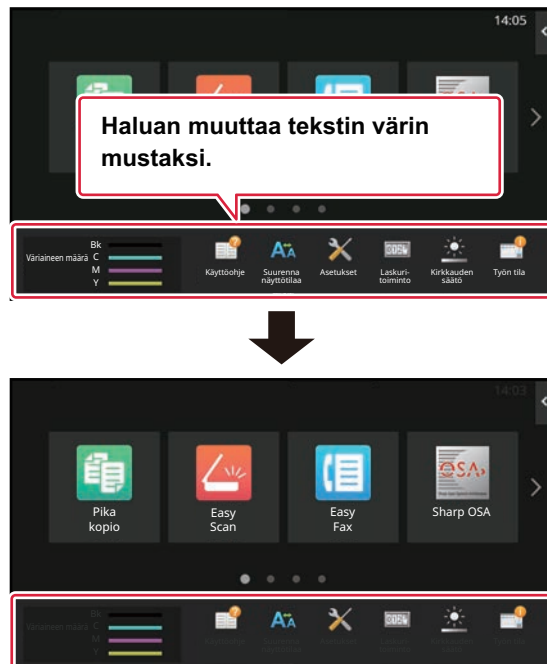 14:05
Haluan muuttaa tekstin värin
mustaksi.
Bk
Väriaineen määrä C
M
Y
Käyttöohje
Suurenna
näyttötilaa
Asetukset
Laskuri-
toiminto
Kirkkauden
säätö
Työn tila
14:03
Pika
kopio
Easy
Scan
Easy
Fax
Sharp OSA
Bk
Väriaineen määrä C
M
Y